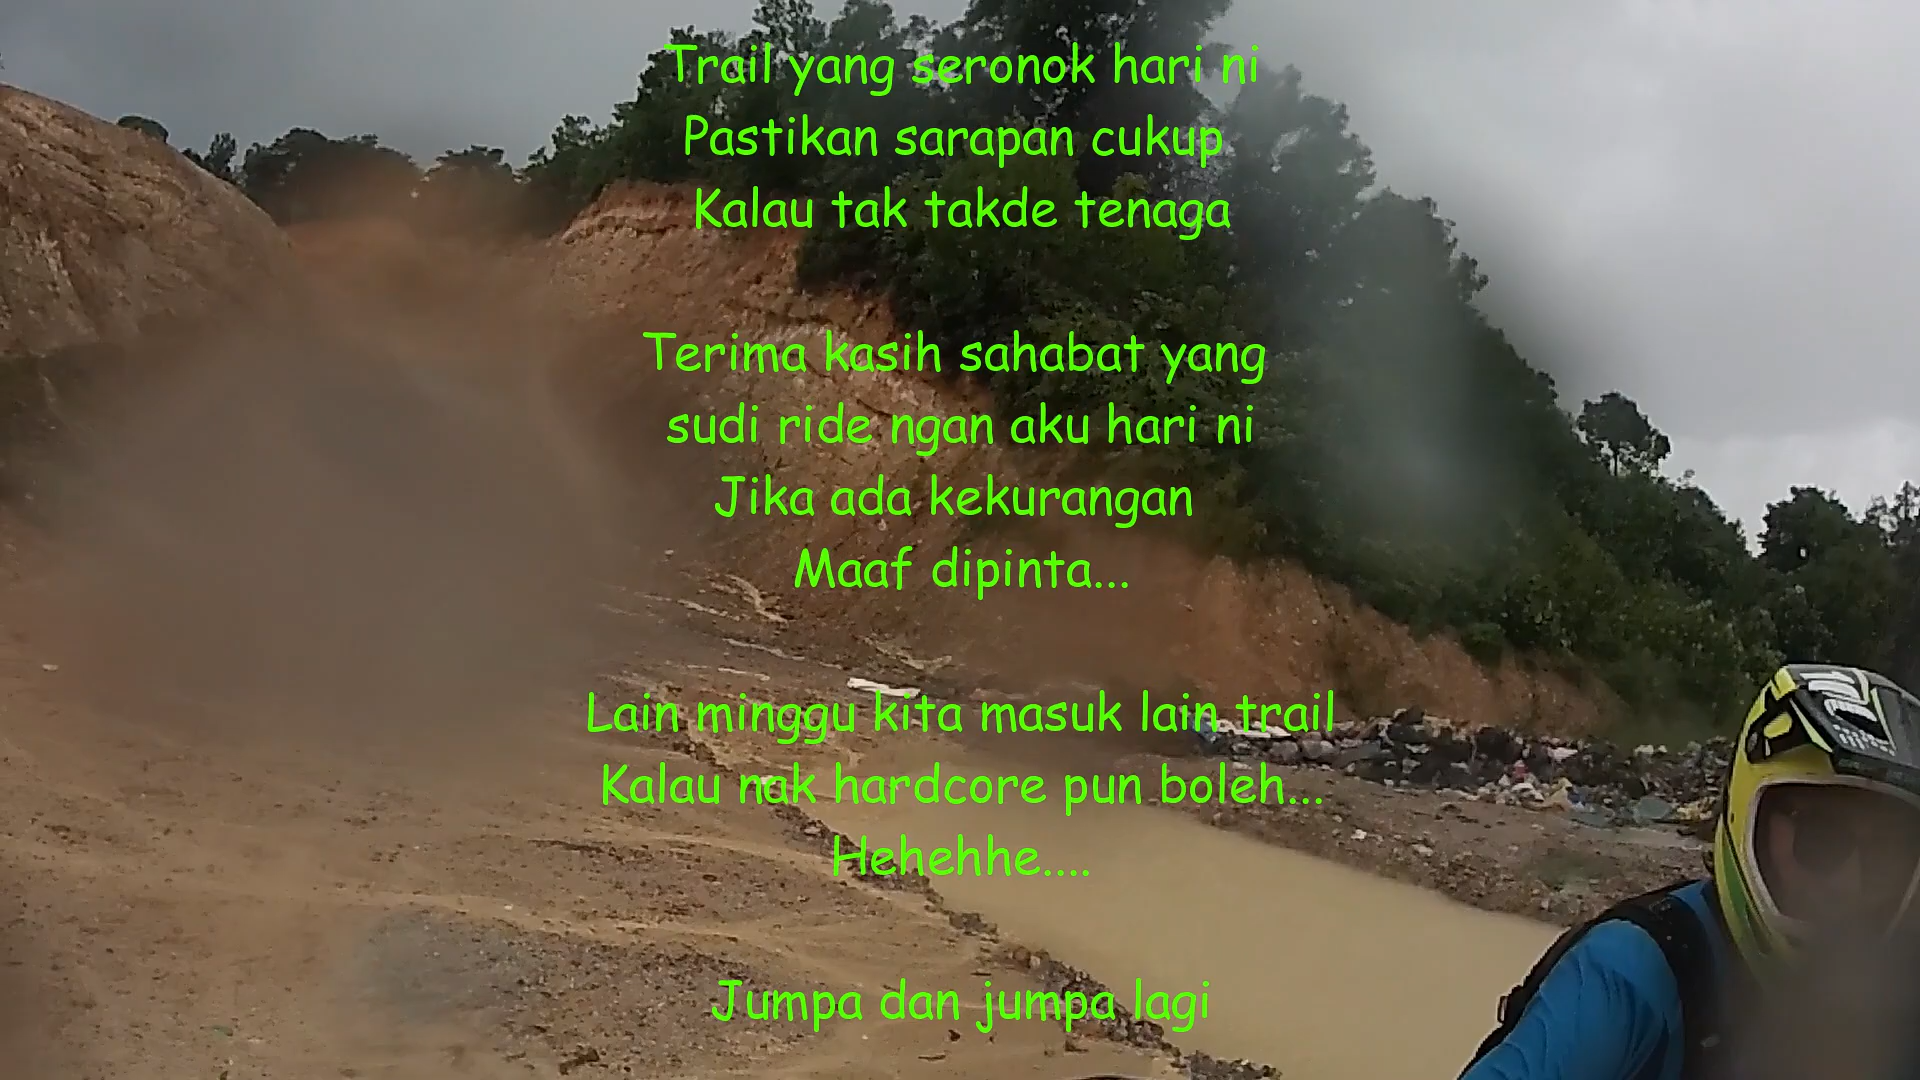 Trail yang seronok hari ni
Pastikan sarapan cukup
Kalau tak takde tenaga
Terima kasih sahabat yang
sudi ride ngan aku hari ni
Jika ada kekurangan
Maaf dipinta...
Lain minggu kita masuk lain trail
Kalau nak hardcore pun boleh...
Hehehhe....
Jumpa dan jumpa lagi